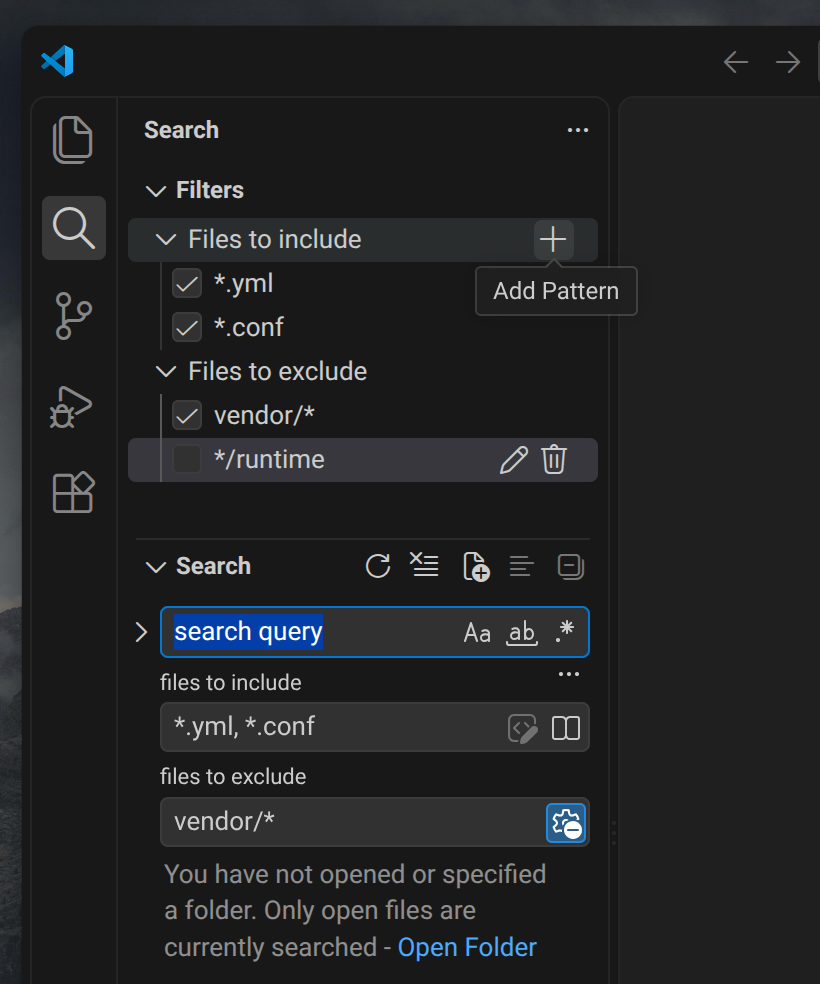 Search
Filters
Files to include
Add Pattern
*.yml
*.conf
Files to exclude
vendor/*
*/runtime
Search
search query
Aa ab .*
files to include
*.yml, *.conf
files to exclude
vendor/*
You have not opened or specified
a folder. Only open files are
currently searched - Open Folder